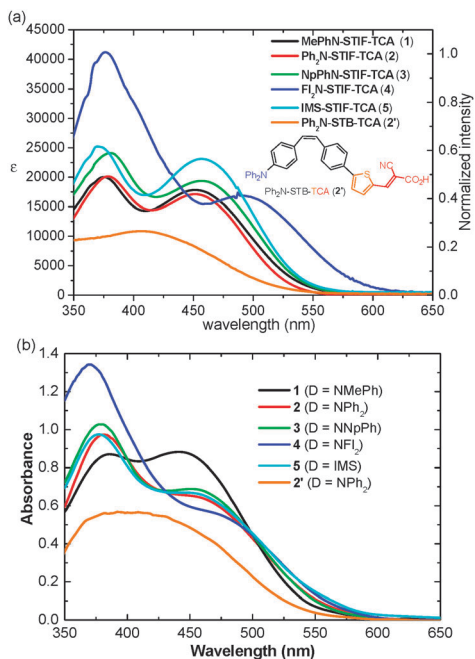 (a)
45000
40000
35000
30000
25000
20000
15000
10000
5000
0
ε
1.0
0.8
0.6
0.4
0.2
0.0
Normalized intensity
MePhN-STIF-TCA (1)
Ph₂N-STIF-TCA (2)
NpPhN-STIF-TCA (3)
Fl₂N-STIF-TCA (4)
IMS-STIF-TCA (5)
Ph₂N-STB-TCA (2')
Ph₂N
NC
S
CO₂H
Ph₂N-STB-TCA (2')
350 400 450 500 550 600 650
wavelength (nm)
(b)
1.4
1.2
1.0
0.8
0.6
0.4
0.2
0.0
Absorbance
1 (D = NMePh)
2 (D = NPh₂)
3 (D = NNpPh)
4 (D = NFl₂)
5 (D = IMS)
2' (D = NPh₂)
350 400 450 500 550 600 650
wavelength (nm)